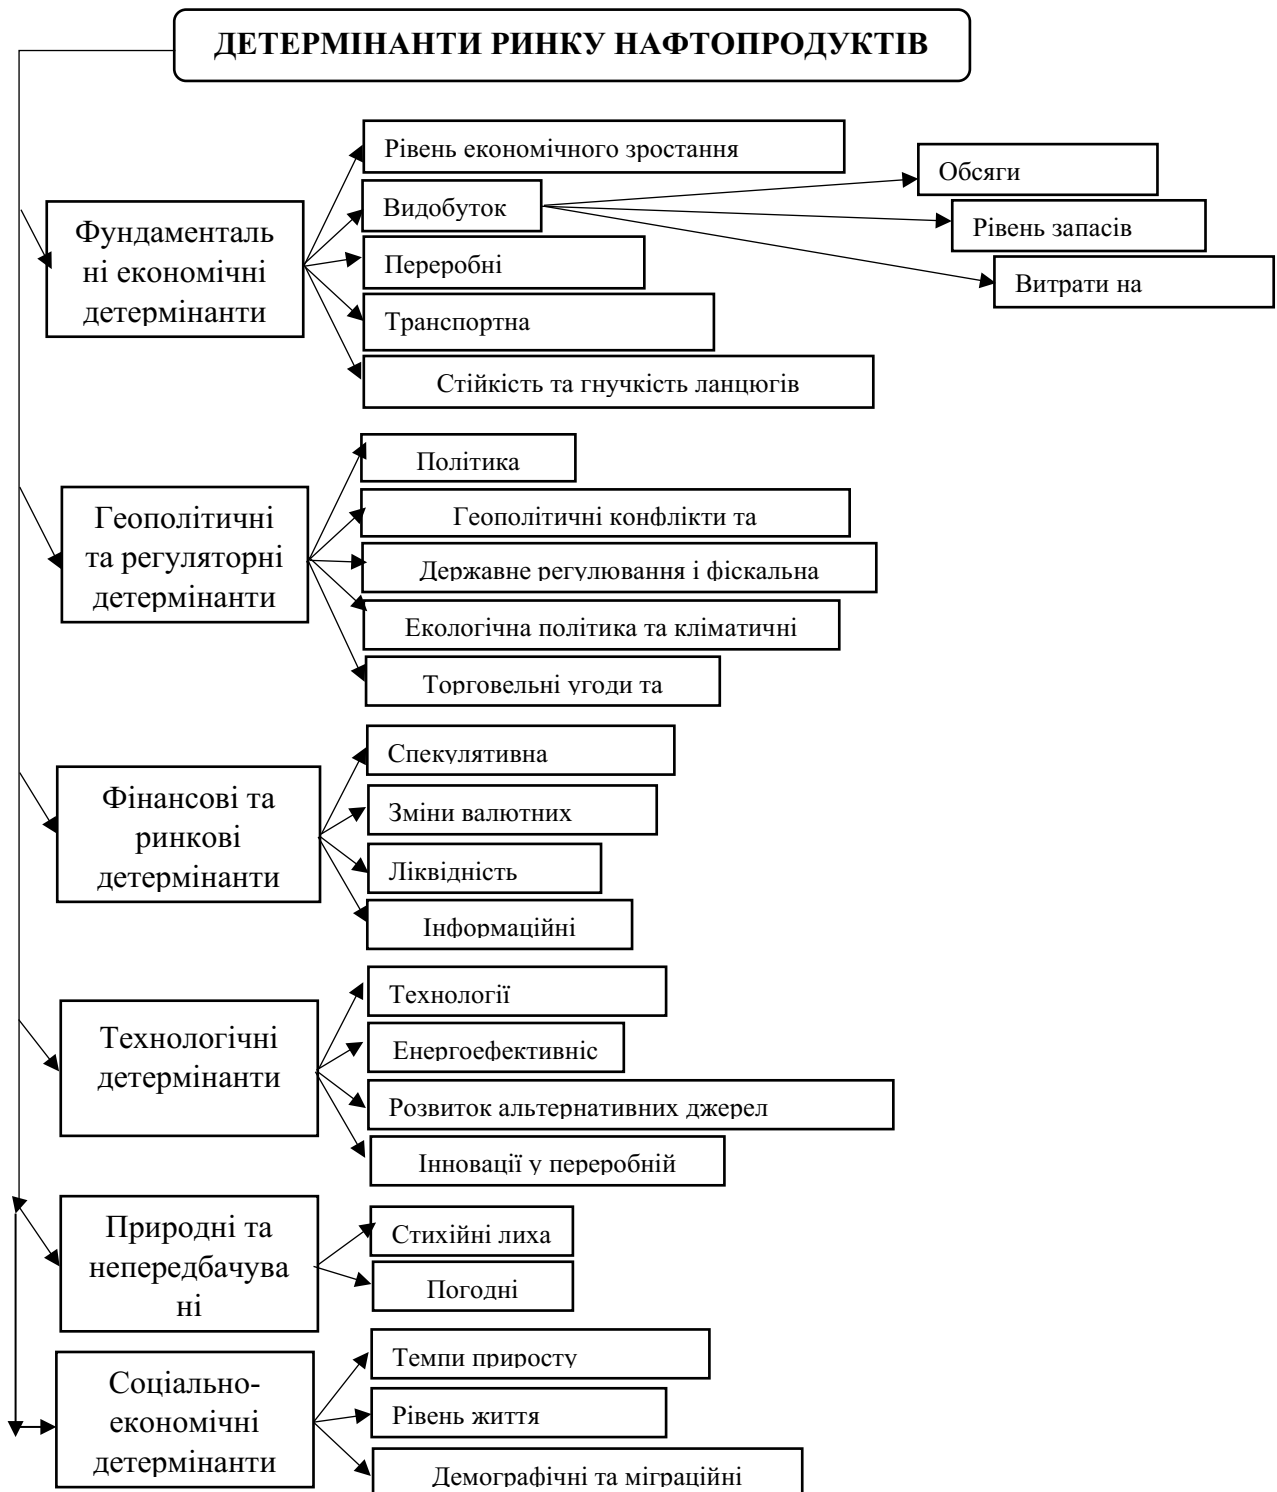 ДЕТЕРМІНАНТИ РИНКУ НАФТОПРОДУКТІВ
Фундаменталь
ні економічні
детермінанти
Рівень економічного зростання
Видобуток
Обсяги
Рівень запасів
Витрати на
Переробні
Транспортна
Стійкість та гнучкість ланцюгів
Геополітичні
та регуляторні
детермінанти
Політика
Геополітичні конфлікти та
Державне регулювання і фіскальна
Екологічна політика та кліматичні
Торговельні угоди та
Фінансові та
ринкові
детермінанти
Спекулятивна
Зміни валютних
Ліквідність
Інформаційні
Технологічні
детермінанти
Технології
Енергоефективніс
Розвиток альтернативних джерел
Інновації у переробній
Природні та
непередбачува
ні
Стихійні лиха
Погодні
Соціально-
економічні
детермінанти
Темпи приросту
Рівень життя
Демографічні та міграційні